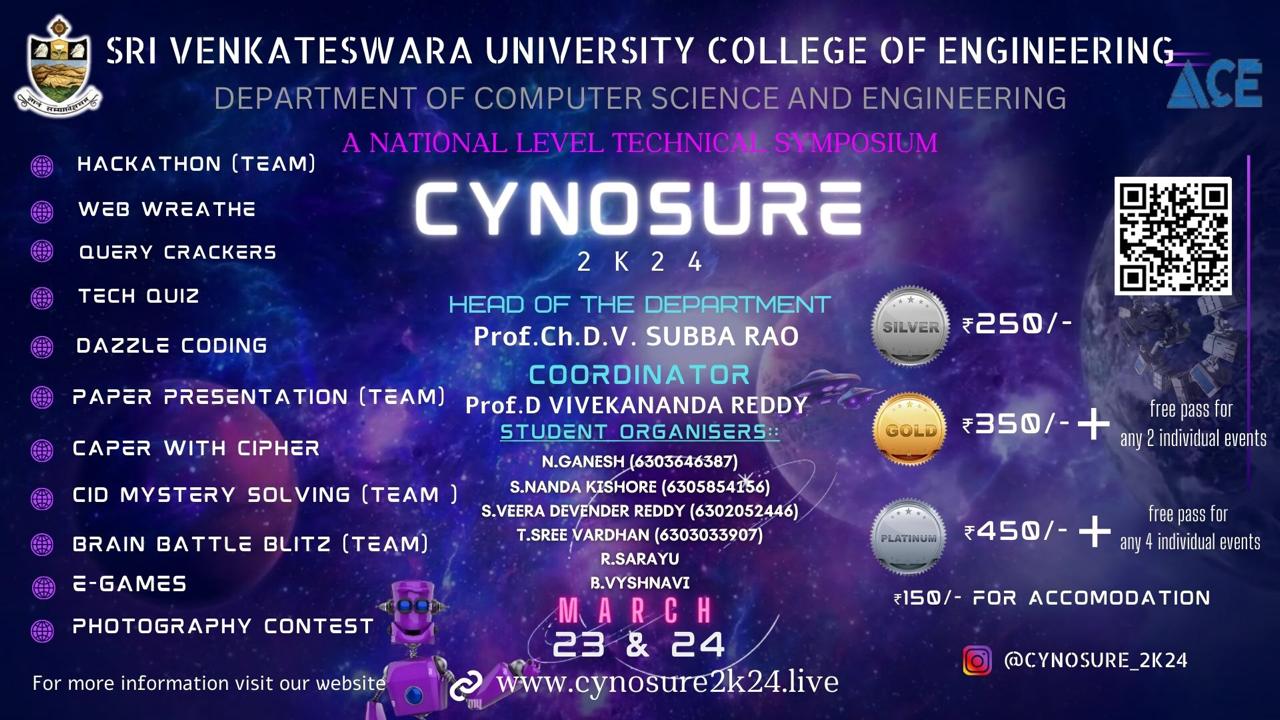 SRI VENKATESWARA UNIVERSITY COLLEGE OF ENGINEERING
ACE
DEPARTMENT OF COMPUTER SCIENCE AND ENGINEERING
A NATIONAL LEVEL TECHNICAL SYMPOSIUM
CYNOSURE
2K24
HACKATHON (TEAM)
WEB WREATHE
QUERY CRACKERS
TECH QUIZ
DAZZLE CODING
PAPER PRESENTATION (TEAM)
CAPER WITH CIPHER
CID MYSTERY SOLVING (TEAM )
BRAIN BATTLE BLITZ (TEAM)
E-GAMES
PHOTOGRAPHY CONTEST
HEAD OF THE DEPARTMENT
Prof.Ch.D.V. SUBBA RAO
COORDINATOR
Prof.D VIVEKANANDA REDDY
STUDENT ORGANISERS::
N.GANESH (6303646387)
S.NANDA KISHORE (6305854156)
S.VEERA DEVENDER REDDY (6302052446)
T.SREE VARDHAN (6303033907)
R.SARAYU
B.VYSHNAVI
MARCH
23 & 24
SILVER ₹250/-
GOLD ₹350/- + free pass for
any 2 individual events
PLATINUM ₹450/- + free pass for
any 4 individual events
₹150/- FOR ACCOMODATION
@CYNOSURE_2K24
For more information visit our website www.cynosure2k24.live